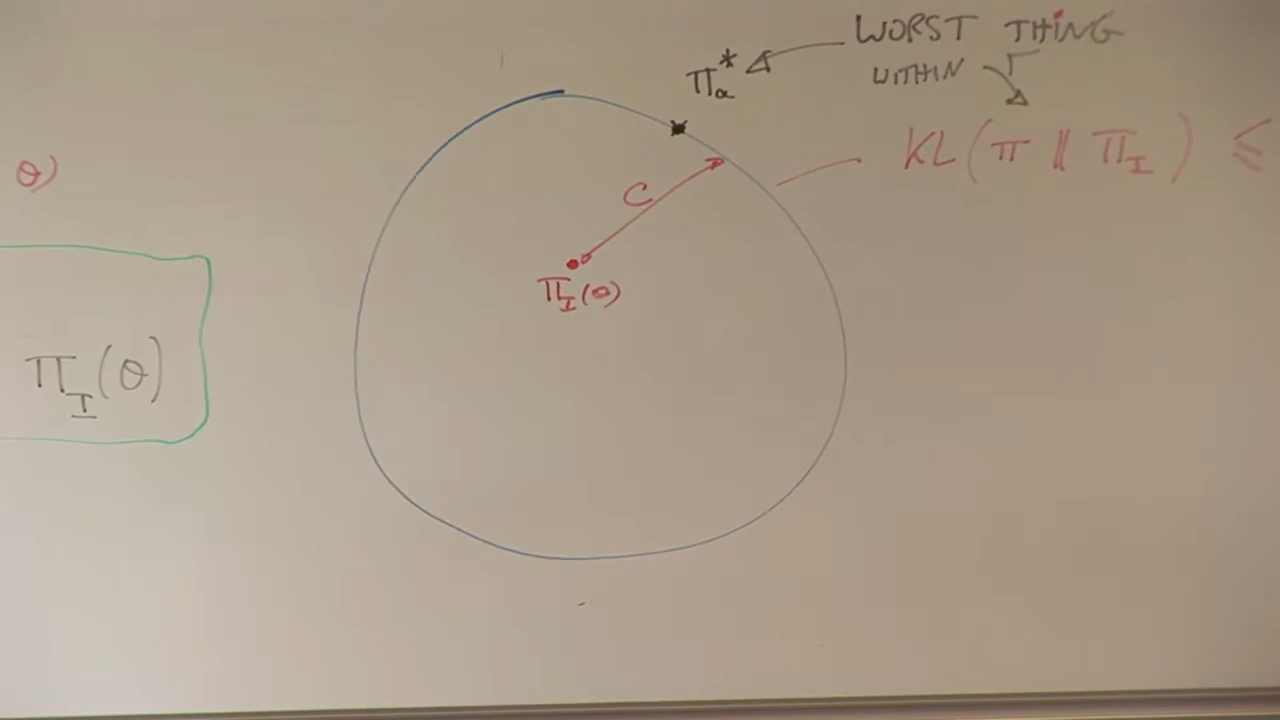 WORST THING
Π*ₐ
WITHIN
KL(π || Π_I) ≤
θ)
C
Π_I(θ)
Π_I(θ)